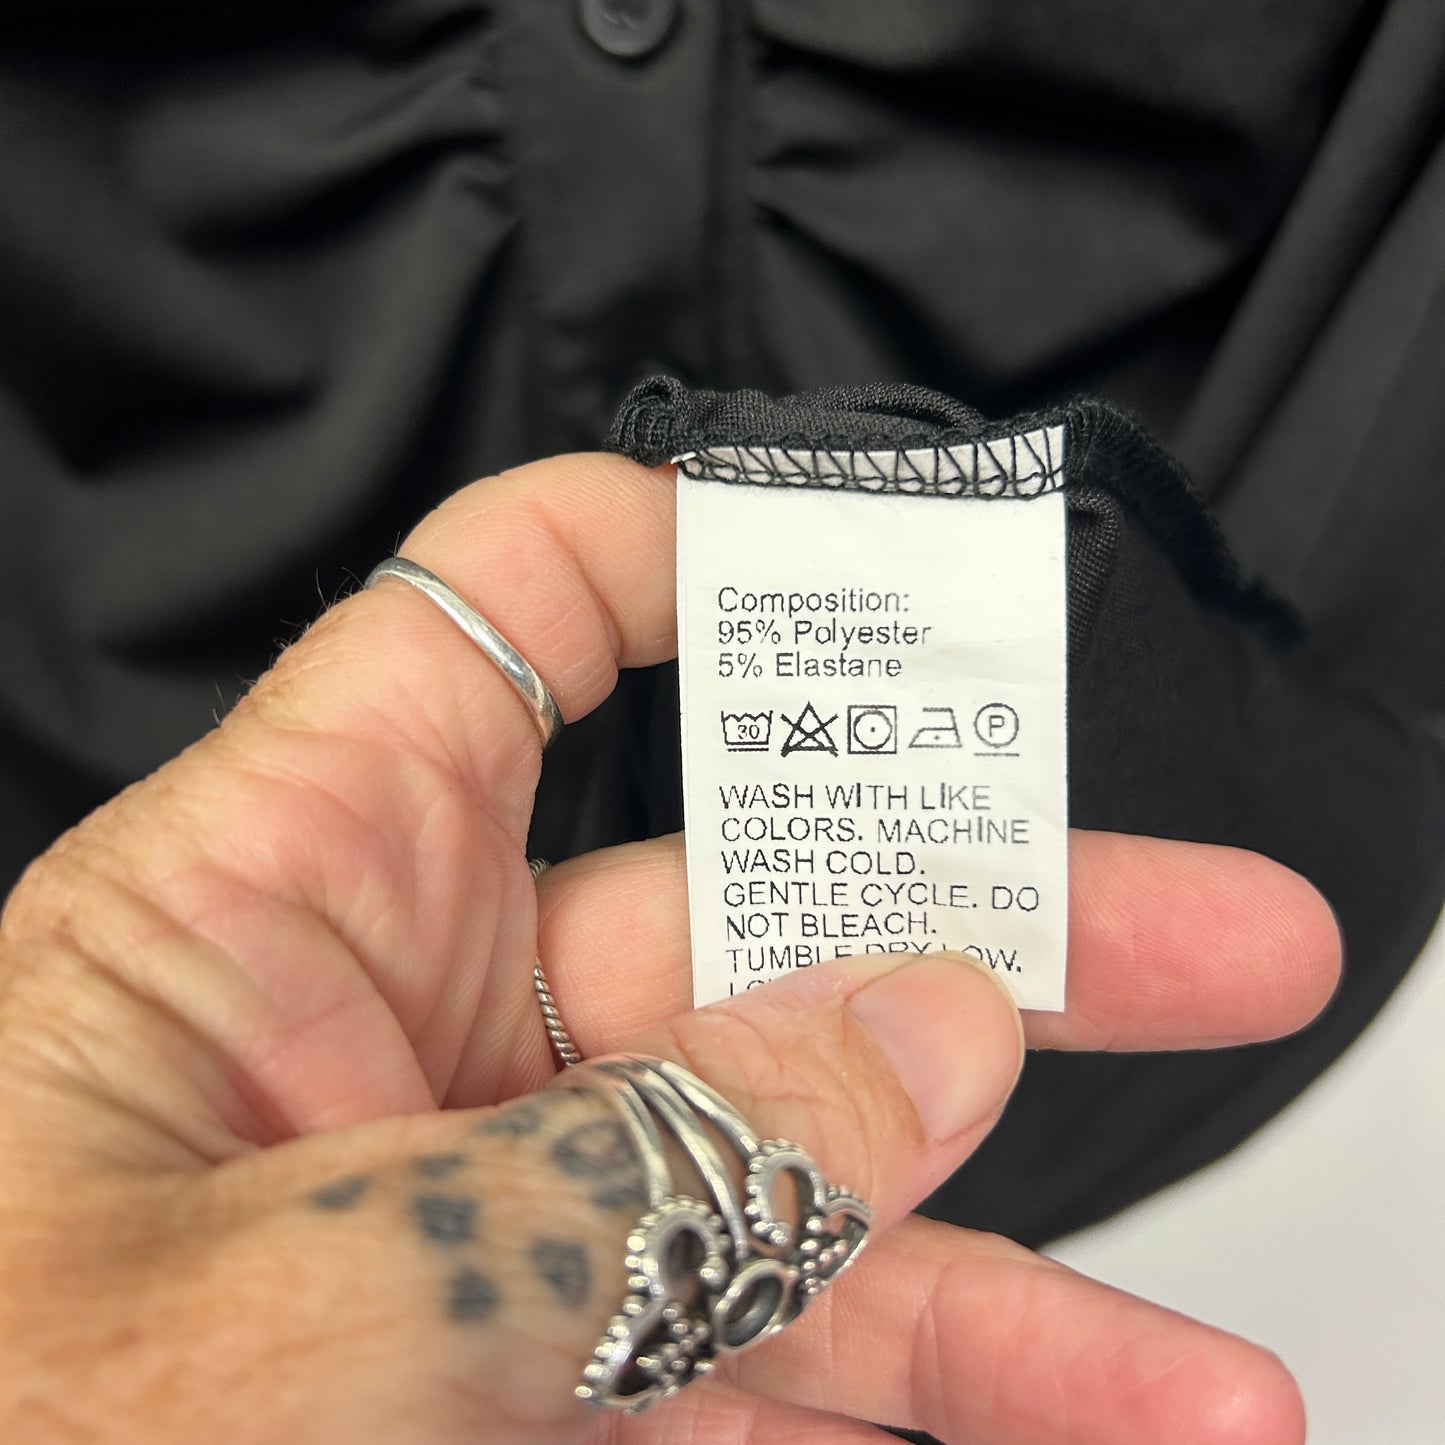 Composition:
95% Polyester
5% Elastane
30 P
WASH WITH LIKE
COLORS. MACHINE
WASH COLD.
GENTLE CYCLE. DO
NOT BLEACH.
TUMBLE DRY LOW.